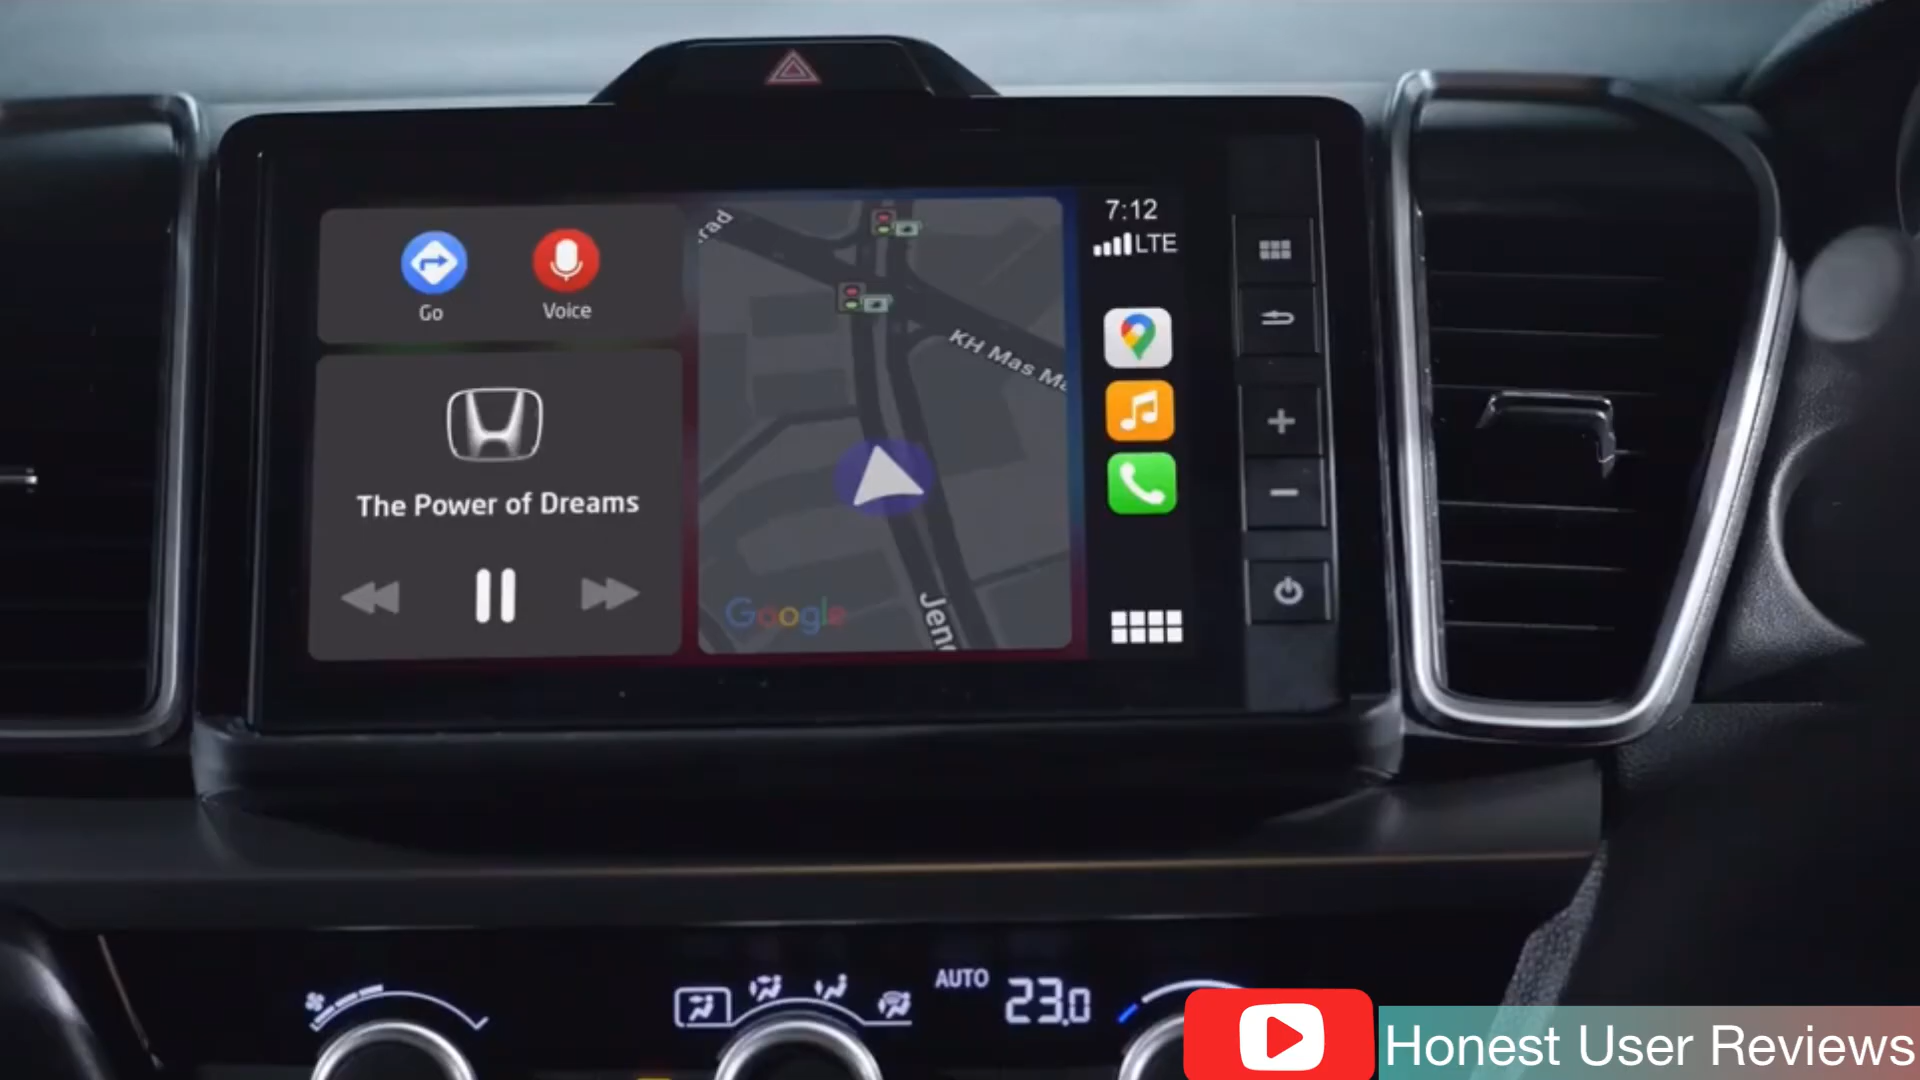 7:12
LTE
Go
Voice
KH Mas Ma
The Power of Dreams
Google
Jen
AUTO
23.0
Honest User Reviews